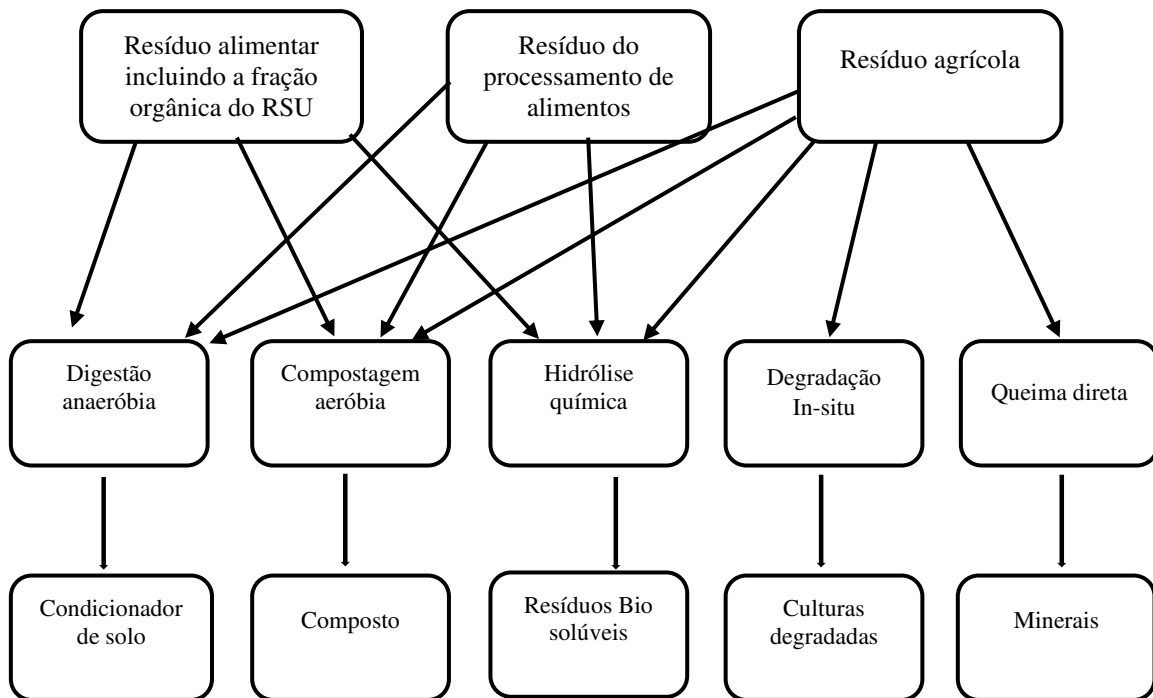 Resíduo alimentar
incluindo a fração
orgânica do RSU
Resíduo do
processamento de
alimentos
Resíduo agrícola
Digestão
anaeróbia
Compostagem
aeróbia
Hidrólise
química
Degradação
In-situ
Queima direta
Condicionador
de solo
Composto
Resíduos Bio
solúveis
Culturas
degradadas
Minerais